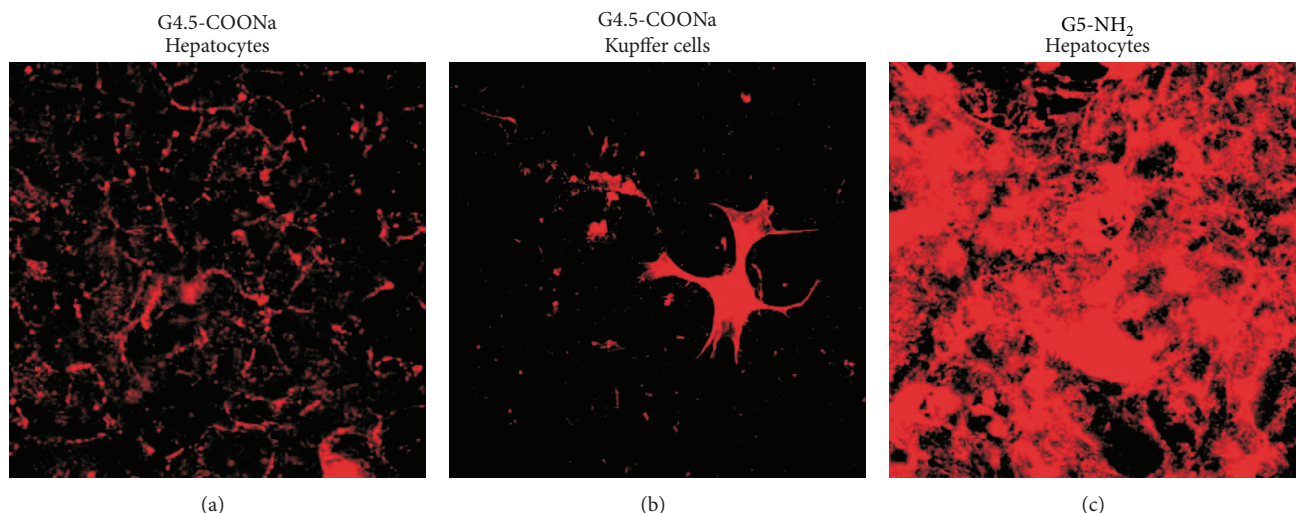 G4.5-COONa
Hepatocytes
G4.5-COONa
Kupffer cells
G5-NH₂
Hepatocytes
(a)
(b)
(c)